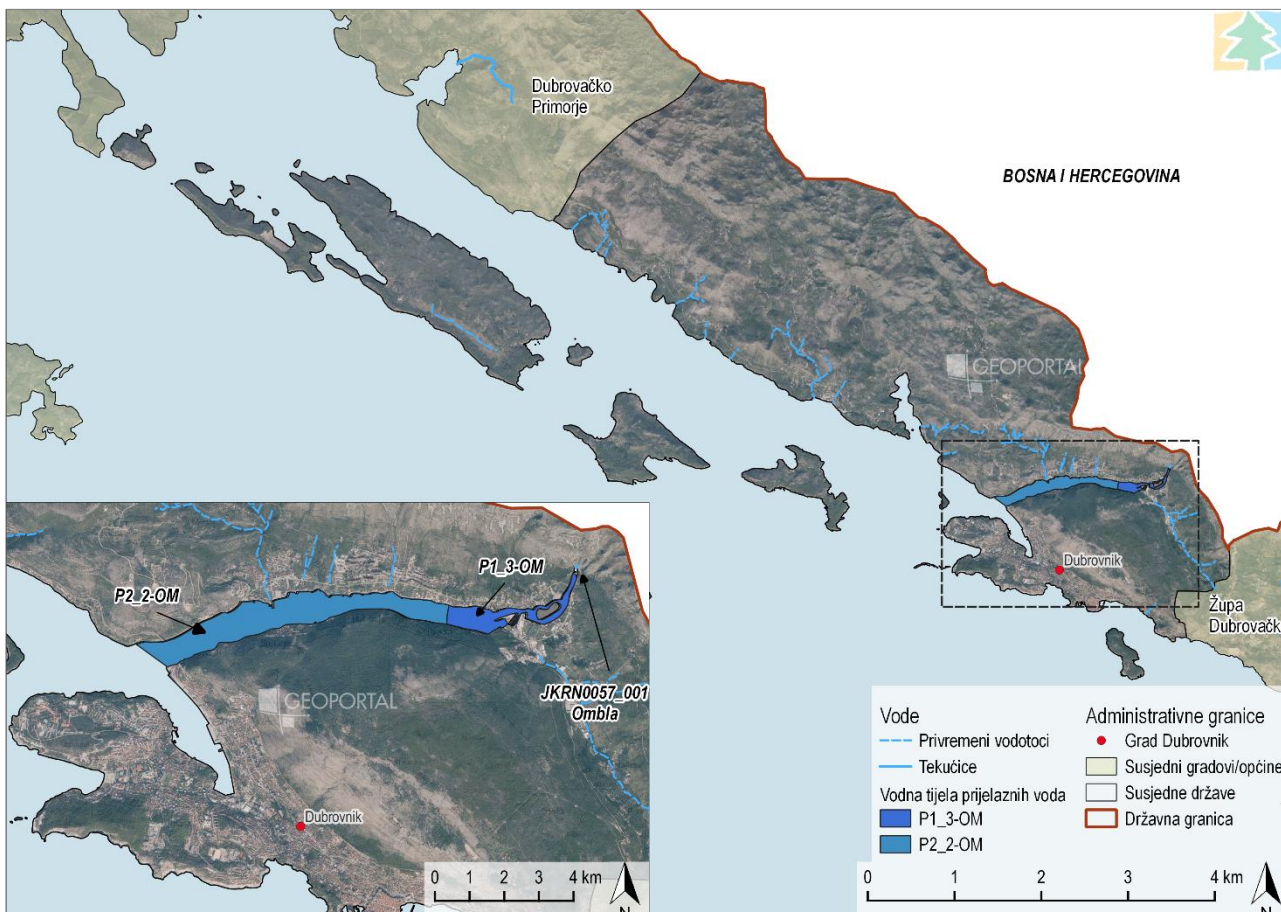 Dubrovačko
Primorje
BOSNA I HERCEGOVINA
GEOPORTAL
Dubrovnik
Župa
Dubrovačk
P2_2-OM
P1_3-OM
JKRN0057_001
Ombla
GEOPORTAL
Dubrovnik
0 1 2 3 4 km
N
Vode
Privremeni vodotoci
Tekućice
Vodna tijela prijelaznih voda
P1_3-OM
P2_2-OM
Administrativne granice
Grad Dubrovnik
Susjedni gradovi/općine
Susjedne države
Državna granica
0 1 2 3 4 km
N